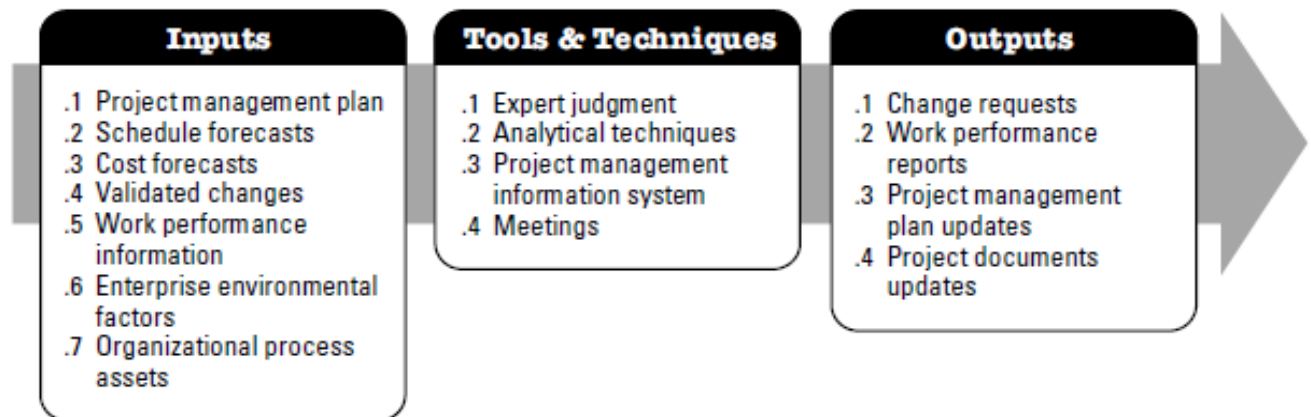 Inputs
.1 Project management plan
.2 Schedule forecasts
.3 Cost forecasts
.4 Validated changes
.5 Work performance
information
.6 Enterprise environmental
factors
.7 Organizational process
assets
Tools & Techniques
.1 Expert judgment
.2 Analytical techniques
.3 Project management
information system
.4 Meetings
Outputs
.1 Change requests
.2 Work performance
reports
.3 Project management
plan updates
.4 Project documents
updates